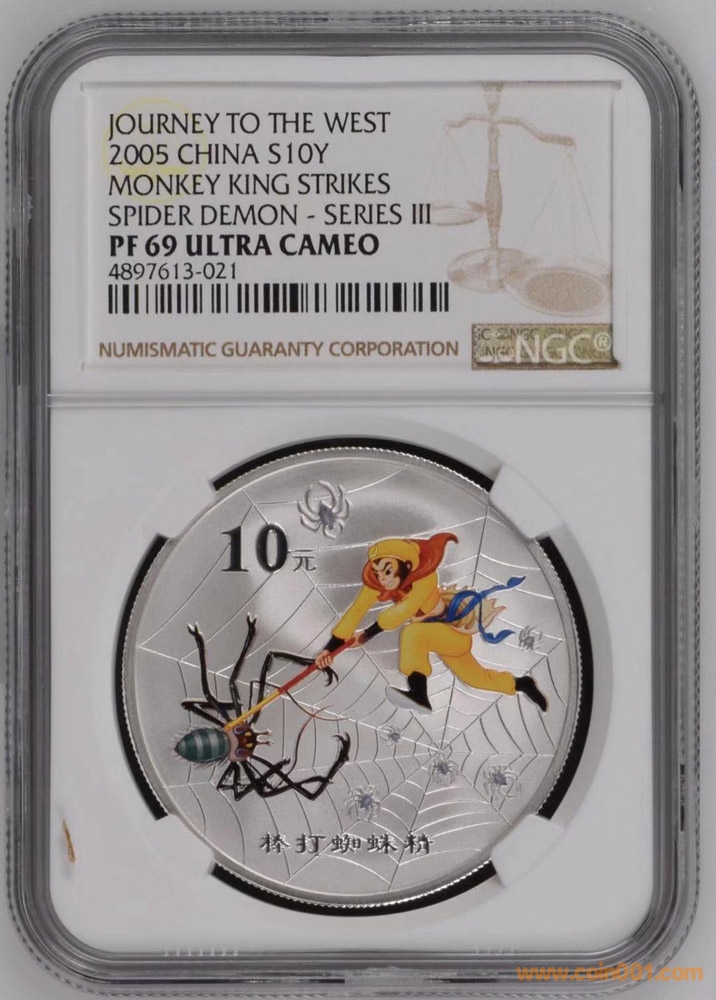 JOURNEY TO THE WEST
2005 CHINA S10Y
MONKEY KING STRIKES
SPIDER DEMON - SERIES III
PF 69 ULTRA CAMEO
4897613-021
NUMISMATIC GUARANTY CORPORATION
NGC®
10元
棒打蜘蛛精
www.coin001.com